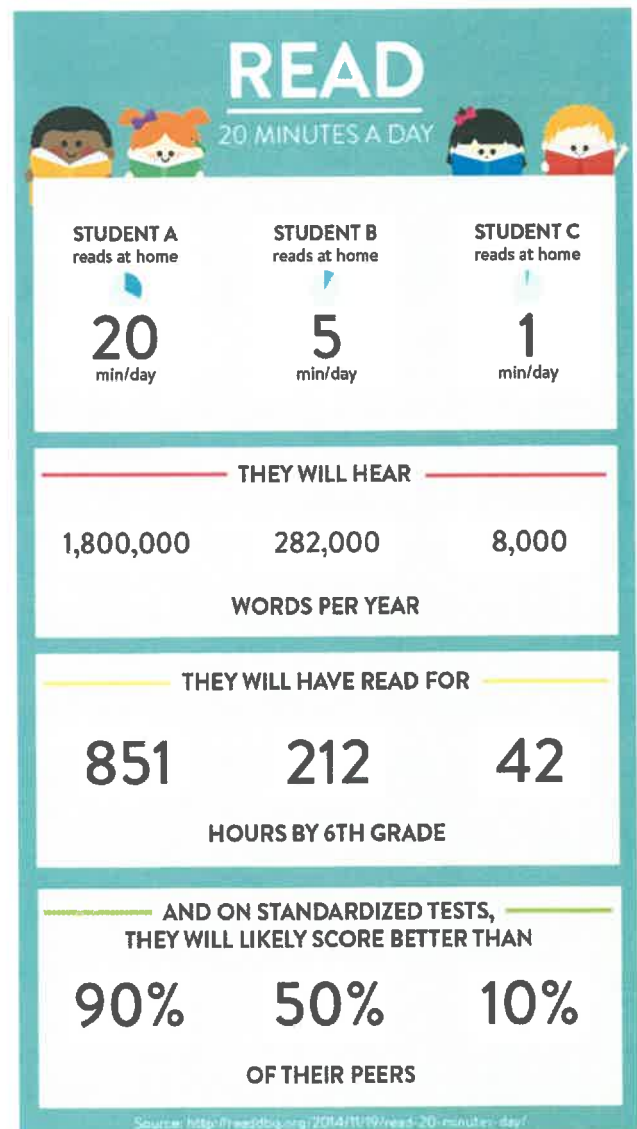 READ
20 MINUTES A DAY
STUDENT A
reads at home
20
min/day
STUDENT B
reads at home
5
min/day
STUDENT C
reads at home
1
min/day
THEY WILL HEAR
1,800,000 282,000 8,000
WORDS PER YEAR
THEY WILL HAVE READ FOR
851 212 42
HOURS BY 6TH GRADE
AND ON STANDARDIZED TESTS,
THEY WILL LIKELY SCORE BETTER THAN
90% 50% 10%
OF THEIR PEERS
Source: